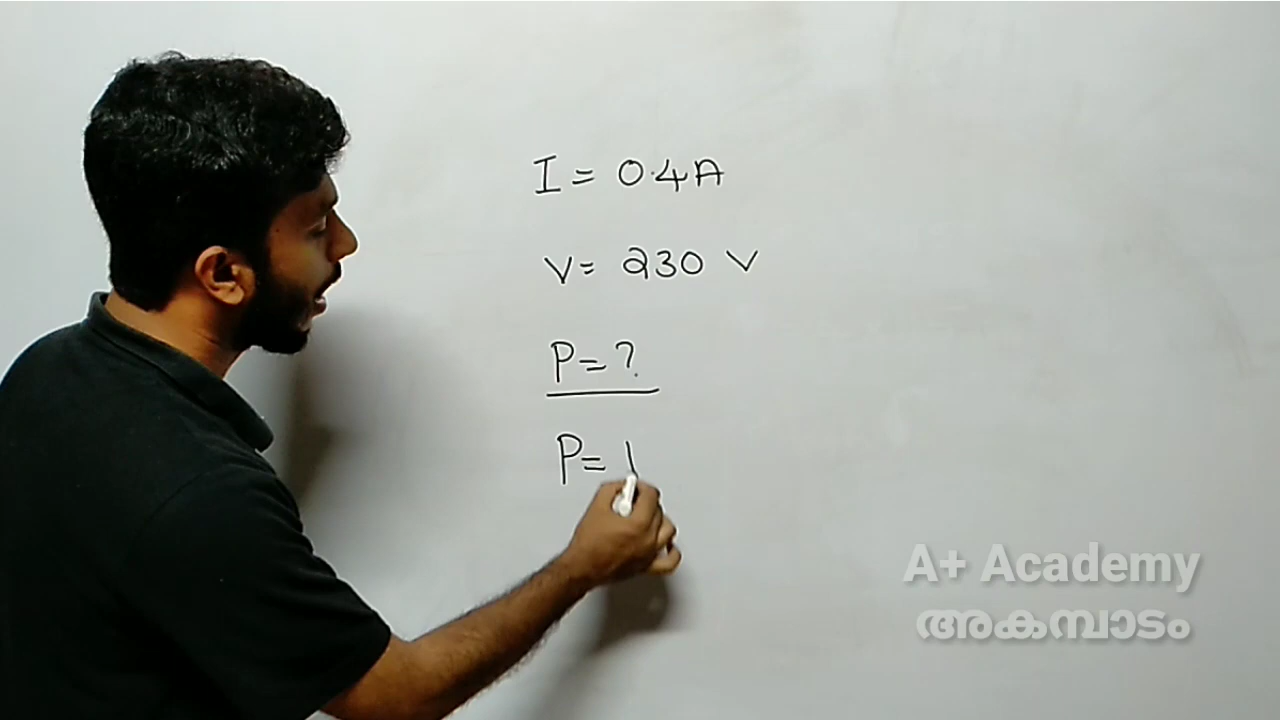 I = 0.4A
V = 230 V
P = ?
P = I
A+ Academy
അകമ്പാടം